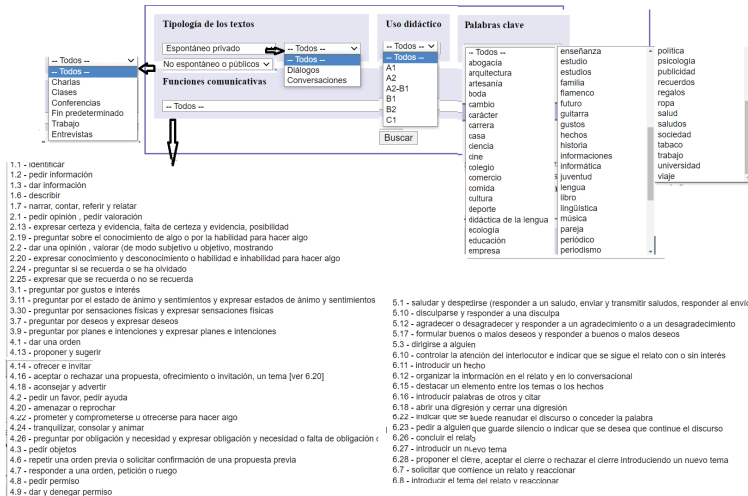 Tipología de los textos
Uso didáctico
Palabras clave
Espontáneo privado
-- Todos --
-- Todos --
Diálogos
Conversaciones
No espontáneo o públicos
Funciones comunicativas
-- Todos --
-- Todos --
-- Todos --
Charlas
Clases
Conferencias
Fin predeterminado
Trabajo
Entrevistas
-- Todos --
-- Todos --
A1
A2
A2-B1
B1
B2
C1
Buscar
-- Todos --
abogacía
arquitectura
artesanía
boda
cambio
carácter
carrera
casa
ciencia
cine
colegio
comercio
comida
cultura
deporte
didáctica de la lengua
ecología
educación
empresa
enseñanza
estudio
estudios
familia
flamenco
futuro
guitarra
gustos
hechos
historia
informaciones
informática
juventud
lengua
libro
lingüística
música
pareja
periódico
periodismo
política
psicología
publicidad
recuerdos
regalos
ropa
salud
saludos
sociedad
tabaco
trabajo
universidad
viaje
1.1 - identificar
1.2 - pedir información
1.3 - dar información
1.6 - describir
1.7 - narrar, contar, referir y relatar
2.1 - pedir opinión , pedir valoración
2.13 - expresar certeza y evidencia, falta de certeza y evidencia, posibilidad
2.19 - preguntar sobre el conocimiento de algo o por la habilidad para hacer algo
2.2 - dar una opinión , valorar (de modo subjetivo u objetivo, mostrando
2.20 - expresar conocimiento y desconocimiento o habilidad e inhabilidad para hacer algo
2.24 - preguntar si se recuerda o se ha olvidado
2.25 - expresar que se recuerda o no se recuerda
3.1 - preguntar por gustos e interés
3.11 - preguntar por el estado de ánimo y sentimientos y expresar estados de ánimo y sentimientos
3.30 - preguntar por sensaciones físicas y expresar sensaciones físicas
3.7 - preguntar por deseos y expresar deseos
3.9 - preguntar por planes e intenciones y expresar planes e intenciones
4.1 - dar una orden
4.13 - proponer y sugerir
4.14 - ofrecer e invitar
4.16 - aceptar o rechazar una propuesta, ofrecimiento o invitación, un tema [ver 6.20]
4.18 - aconsejar y advertir
4.2 - pedir un favor, pedir ayuda
4.20 - amenazar o reprochar
4.22 - prometer y comprometerse u ofrecerse para hacer algo
4.24 - tranquilizar, consolar y animar
4.26 - preguntar por obligación y necesidad y expresar obligación y necesidad o falta de obligación
4.3 - pedir objetos
4.6 - repetir una orden previa o solicitar confirmación de una propuesta previa
4.7 - responder a una orden, petición o ruego
4.8 - pedir permiso
4.9 - dar y denegar permiso
5.1 - saludar y despedirse (responder a un saludo, enviar y transmitir saludos, responder al envío
5.10 - disculparse y responder a una disculpa
5.12 - agradecer o desagradecer y responder a un agradecimiento o a un desagradecimiento
5.17 - formular buenos o malos deseos y responder a buenos o malos deseos
5.3 - dirigirse a alguien
6.10 - controlar la atención del interlocutor e indicar que se sigue el relato con o sin interés
6.11 - introducir un hecho
6.12 - organizar la información en el relato y en lo conversacional
6.15 - destacar un elemento entre los temas o los hechos
6.16 - introducir palabras de otros y citar
6.18 - abrir una digresión y cerrar una digresión
6.22 - indicar que se puede reanudar el discurso o conceder la palabra
6.23 - pedir a alguien que guarde silencio o indicar que se desea que continue el discurso
6.26 - concluir el relato
6.27 - introducir un nuevo tema
6.28 - proponer el cierre, aceptar el cierre o rechazar el cierre introduciendo un nuevo tema
6.7 - solicitar que comience un relato y reaccionar
6.8 - introducir el tema del relato y reaccionar